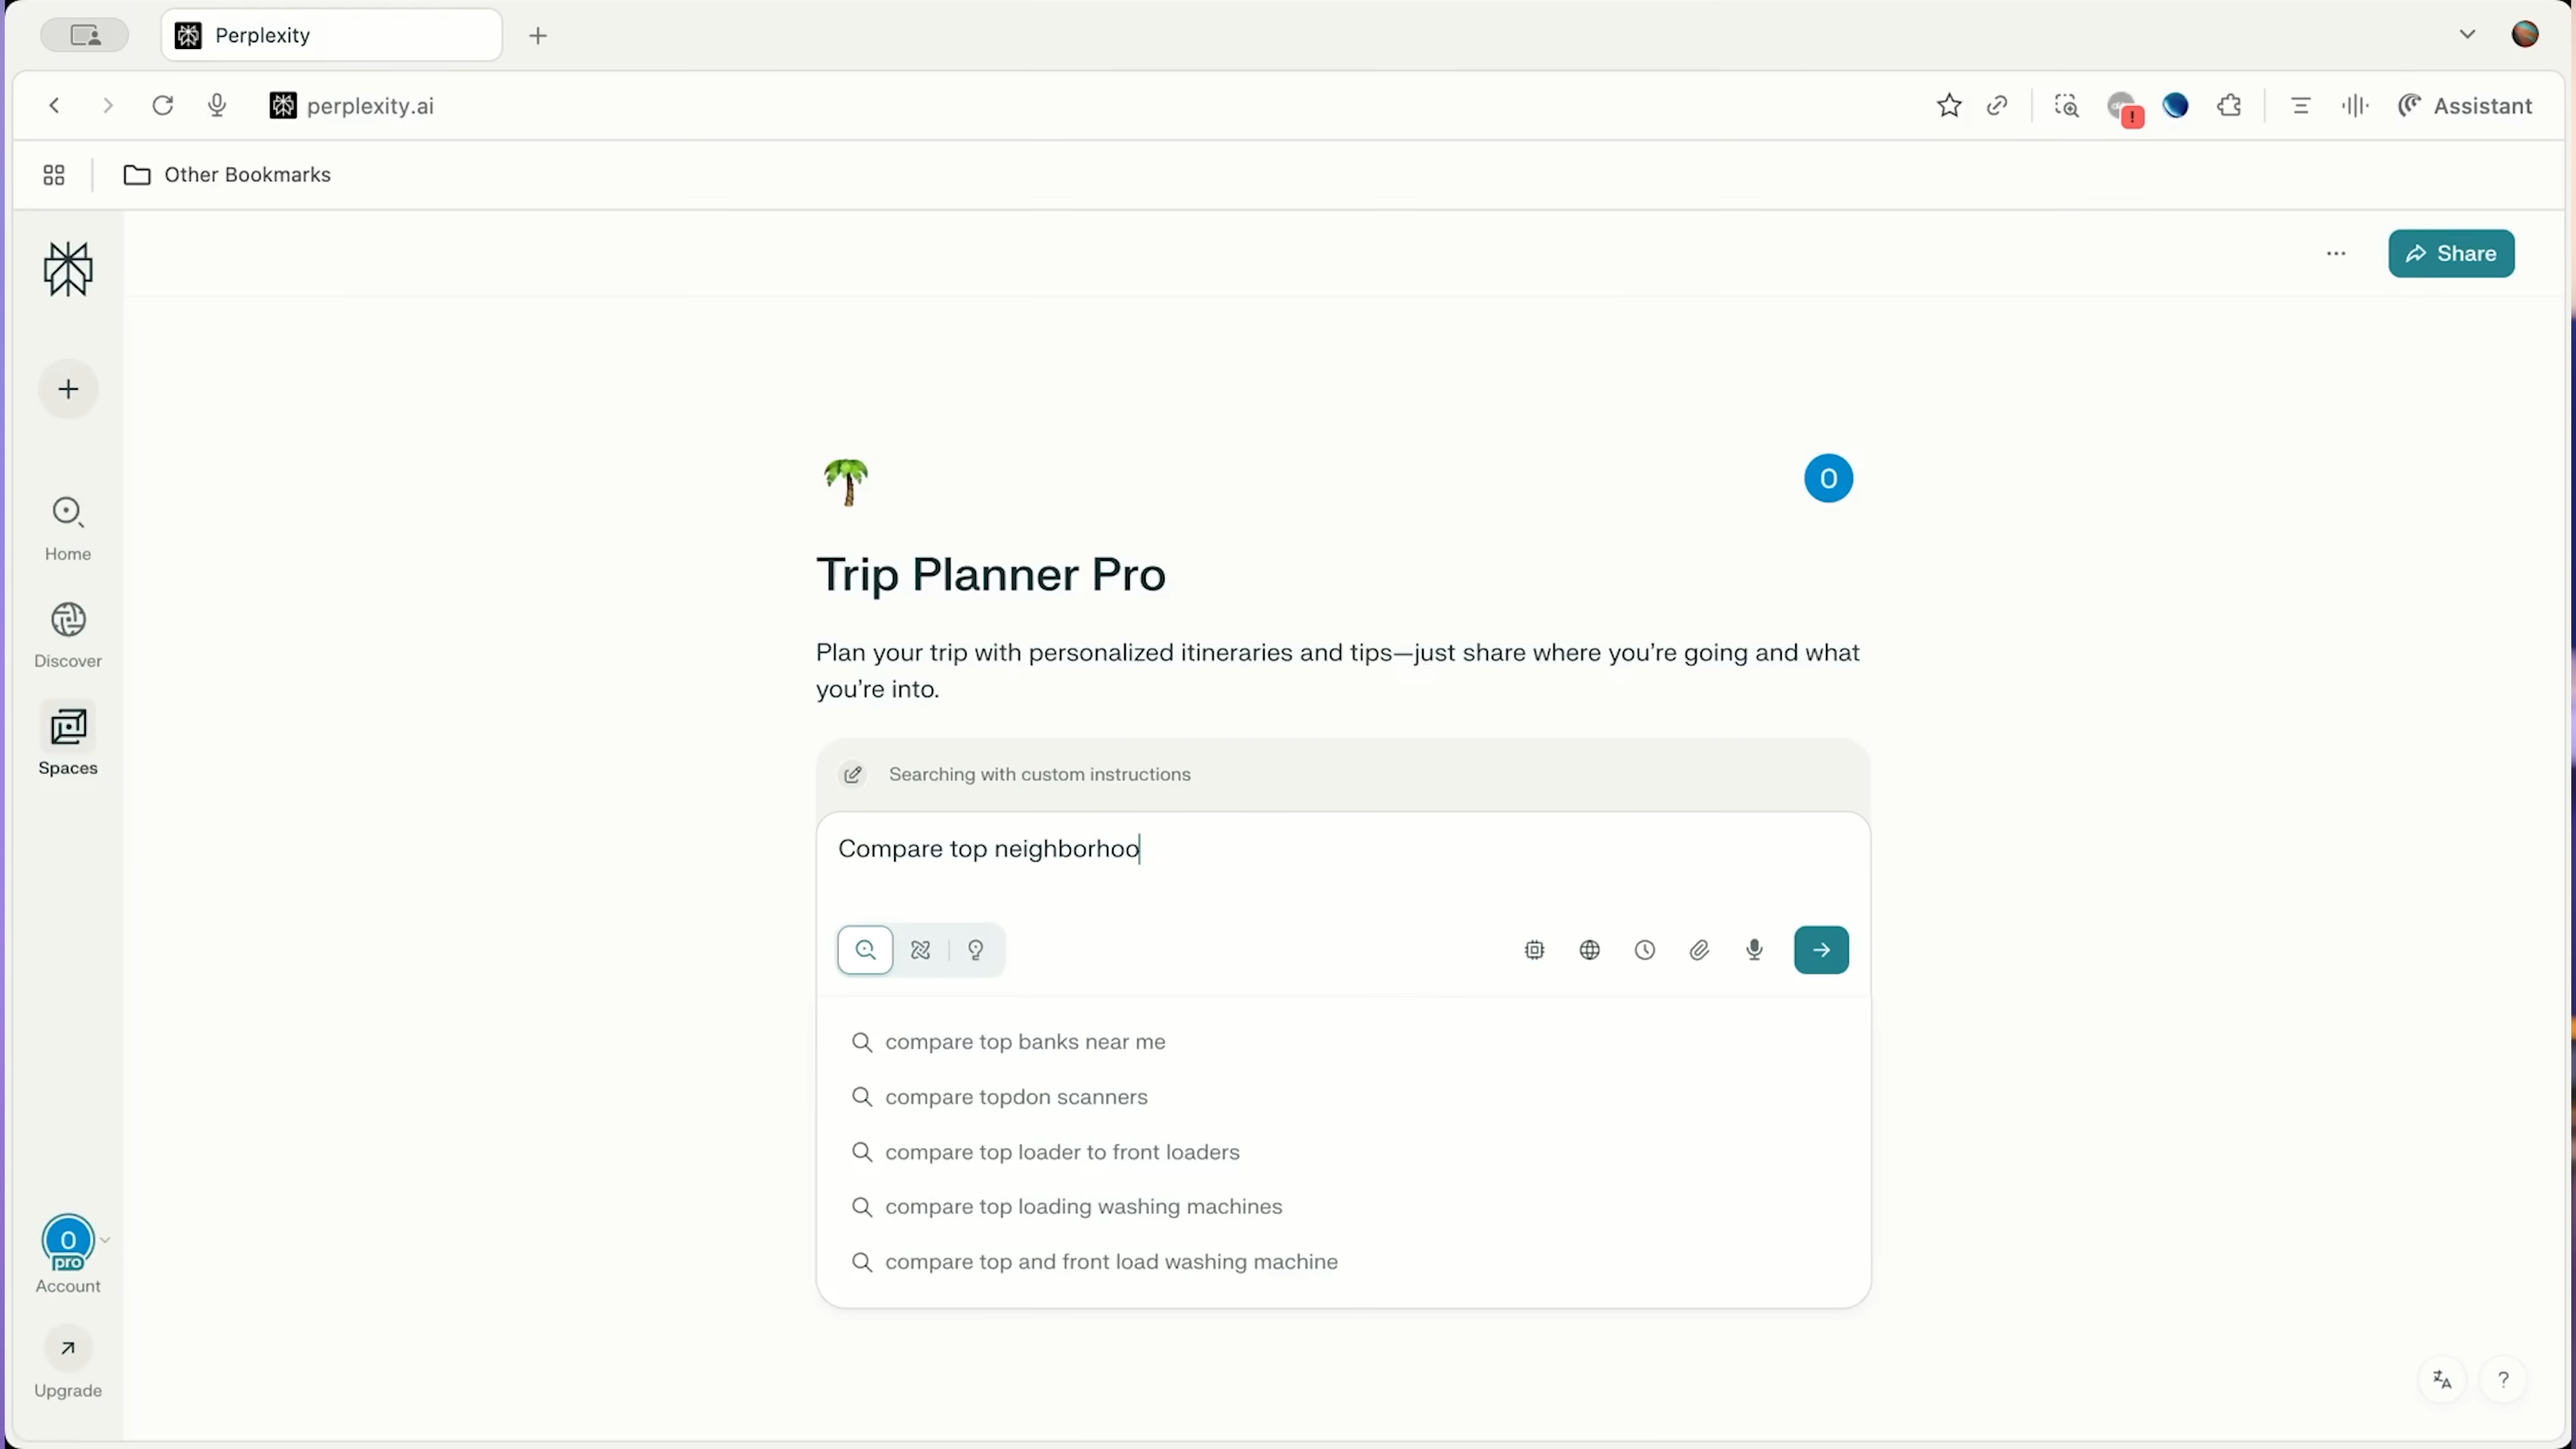 Perplexity
perplexity.ai
!
Assistant
Other Bookmarks
Share
Home
Discover
Spaces
O
Trip Planner Pro
Plan your trip with personalized itineraries and tips—just share where you’re going and what
you’re into.
Searching with custom instructions
Compare top neighborhoo
compare top banks near me
compare topdon scanners
compare top loader to front loaders
compare top loading washing machines
compare top and front load washing machine
O
pro
Account
Upgrade
?